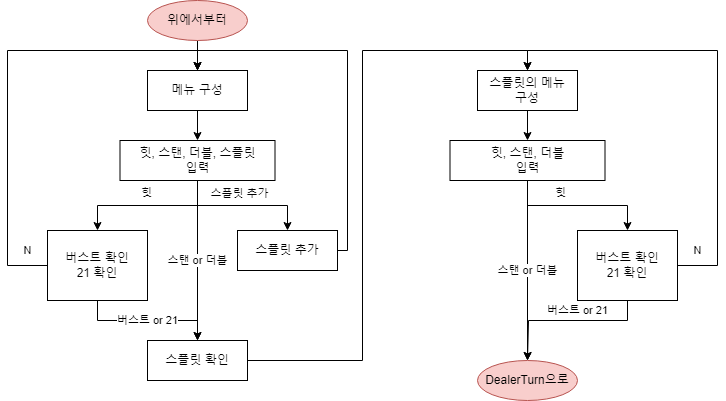 위에서부터
메뉴 구성
힛, 스탠, 더블, 스플릿
입력
힛
스플릿 추가
N
버스트 확인
21 확인
스탠 or 더블
스플릿 추가
버스트 or 21
스플릿 확인
스플릿의 메뉴
구성
힛, 스탠, 더블
입력
힛
스탠 or 더블
버스트 확인
21 확인
N
버스트 or 21
DealerTurn으로